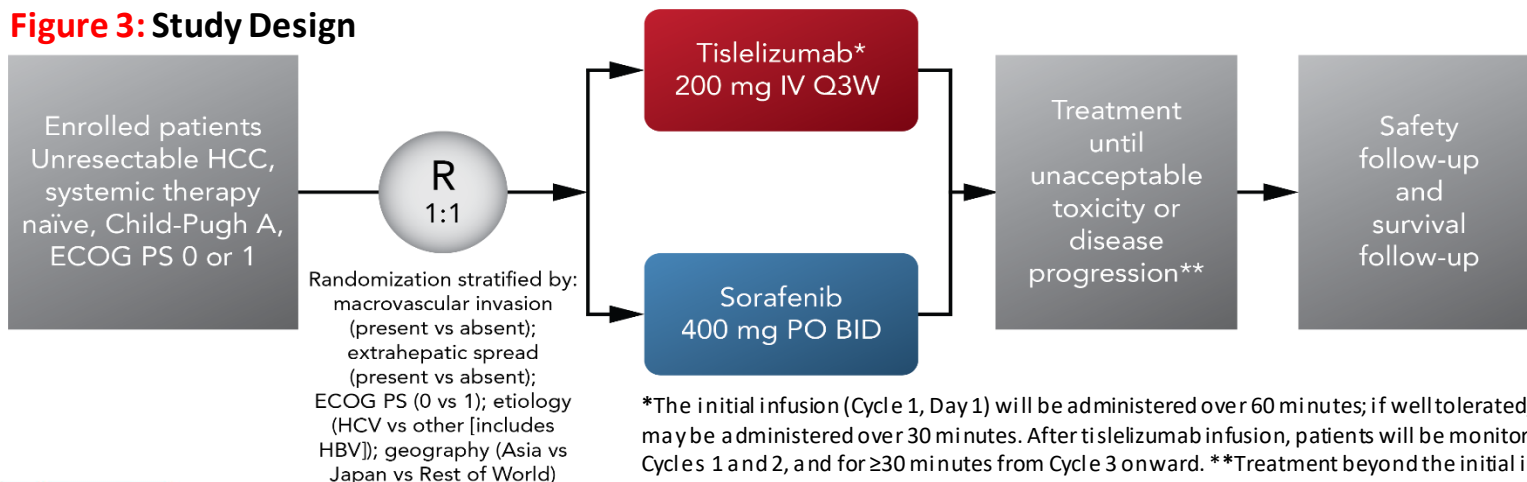 Figure 3: Study Design
Enrolled patients
Unresectable HCC,
systemic therapy
naïve, Child-Pugh A,
ECOG PS 0 or 1
R
1:1
Randomization stratified by:
macrovascular invasion
(present vs absent);
extrahepatic spread
(present vs absent);
ECOG PS (0 vs 1); etiology
(HCV vs other [includes
HBV]); geography (Asia vs
Japan vs Rest of World)
Tislelizumab*
200 mg IV Q3W
Sorafenib
400 mg PO BID
Treatment
until
unacceptable
toxicity or
disease
progression**
Safety
follow-up
and
survival
follow-up
*The initial infusion (Cycle 1, Day 1) will be administered over 60 minutes; if well tolerated
may be administered over 30 minutes. After tislelizumab infusion, patients will be monitor
Cycles 1 and 2, and for ≥30 minutes from Cycle 3 onward. **Treatment beyond the initial i